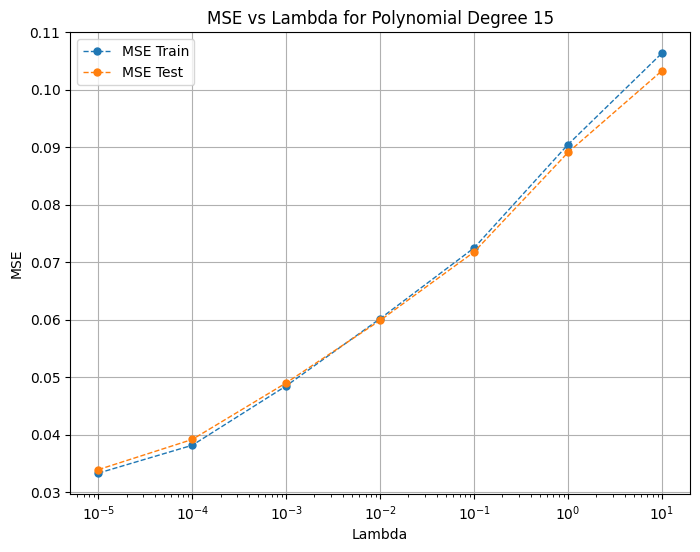 MSE vs Lambda for Polynomial Degree 15
MSE Train
MSE Test
0.11
0.10
0.09
0.08
0.07
0.06
0.05
0.04
0.03
MSE
10⁻⁵ 10⁻⁴ 10⁻³ 10⁻² 10⁻¹ 10⁰ 10¹
Lambda